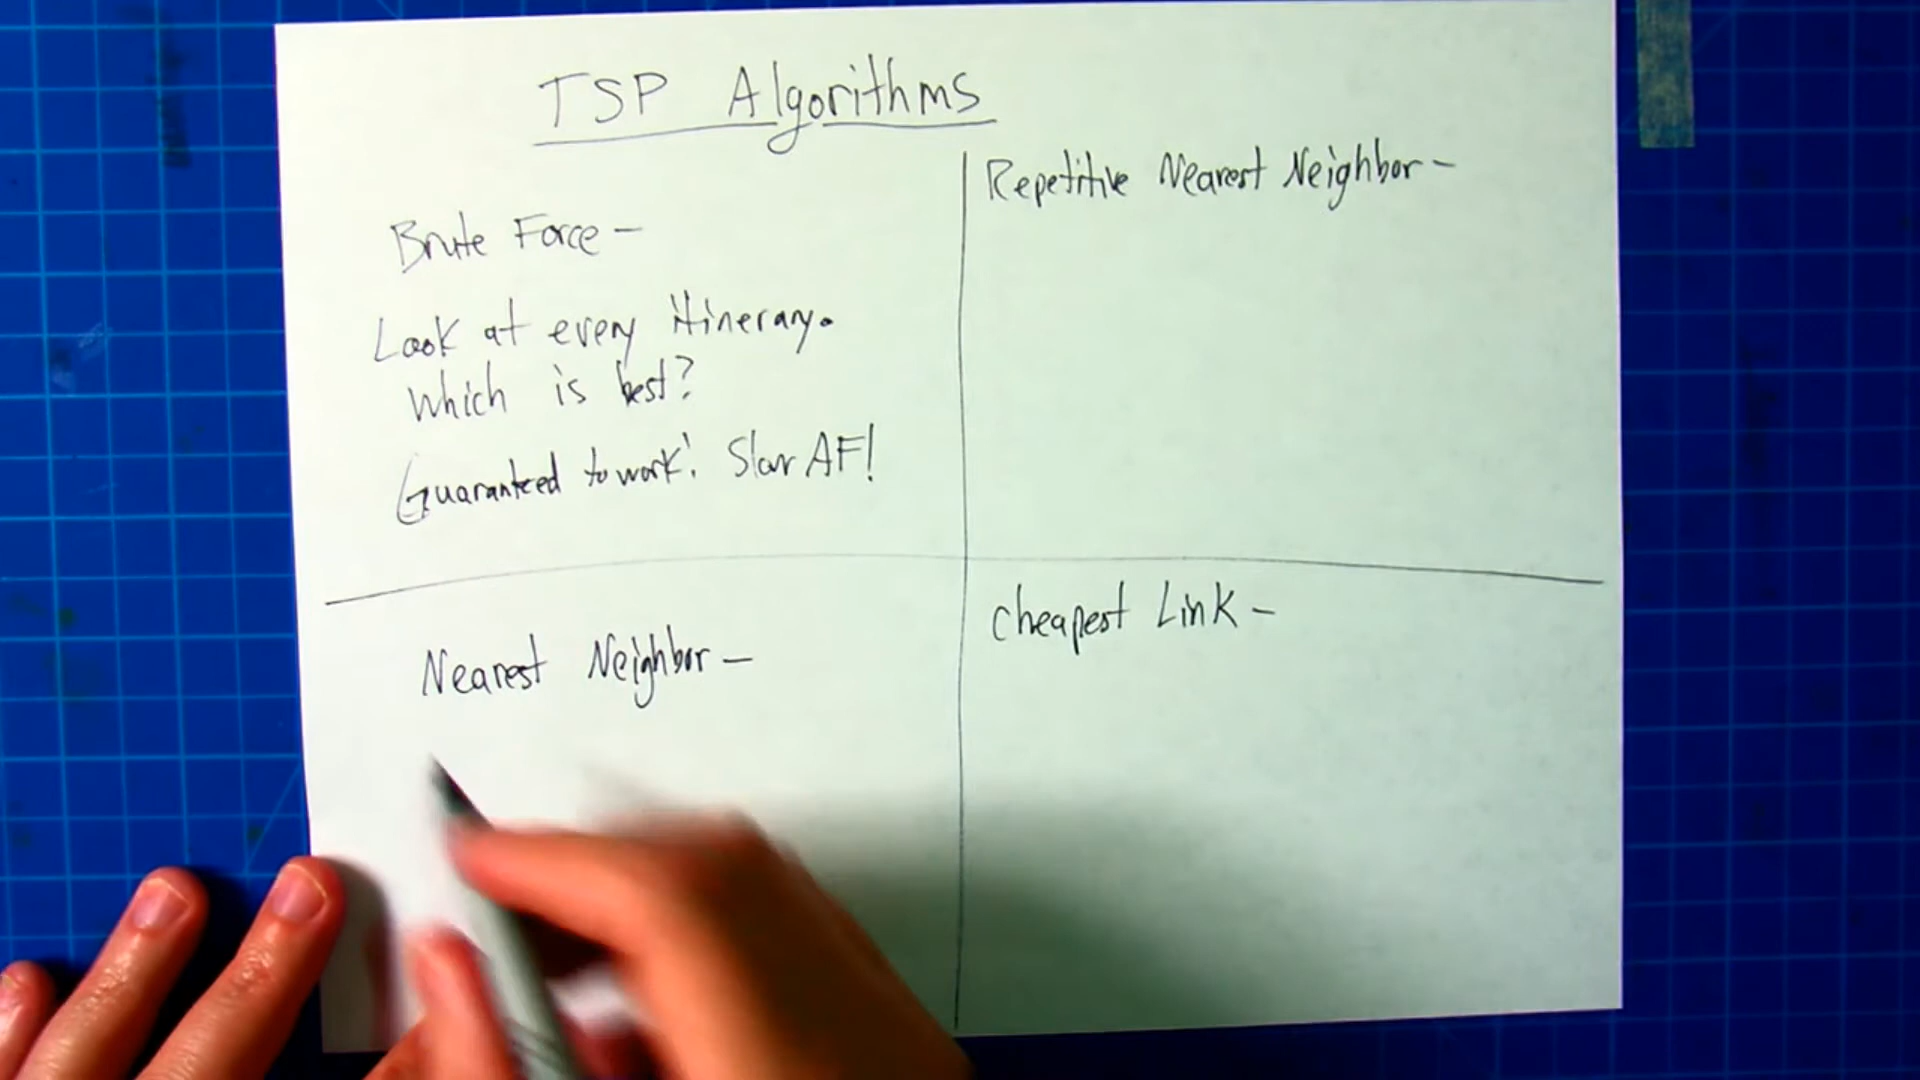 TSP Algorithms
Brute Force -
Look at every itinerary.
Which is best?
Guaranteed to work! Slow AF!
Repetitive Nearest Neighbor -
Nearest Neighbor -
Cheapest Link -